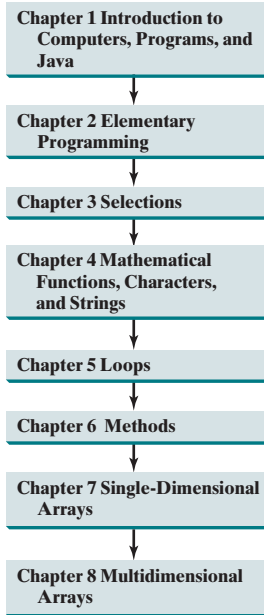 Chapter 1 Introduction to
Computers, Programs, and
Java
Chapter 2 Elementary
Programming
Chapter 3 Selections
Chapter 4 Mathematical
Functions, Characters,
and Strings
Chapter 5 Loops
Chapter 6 Methods
Chapter 7 Single-Dimensional
Arrays
Chapter 8 Multidimensional
Arrays